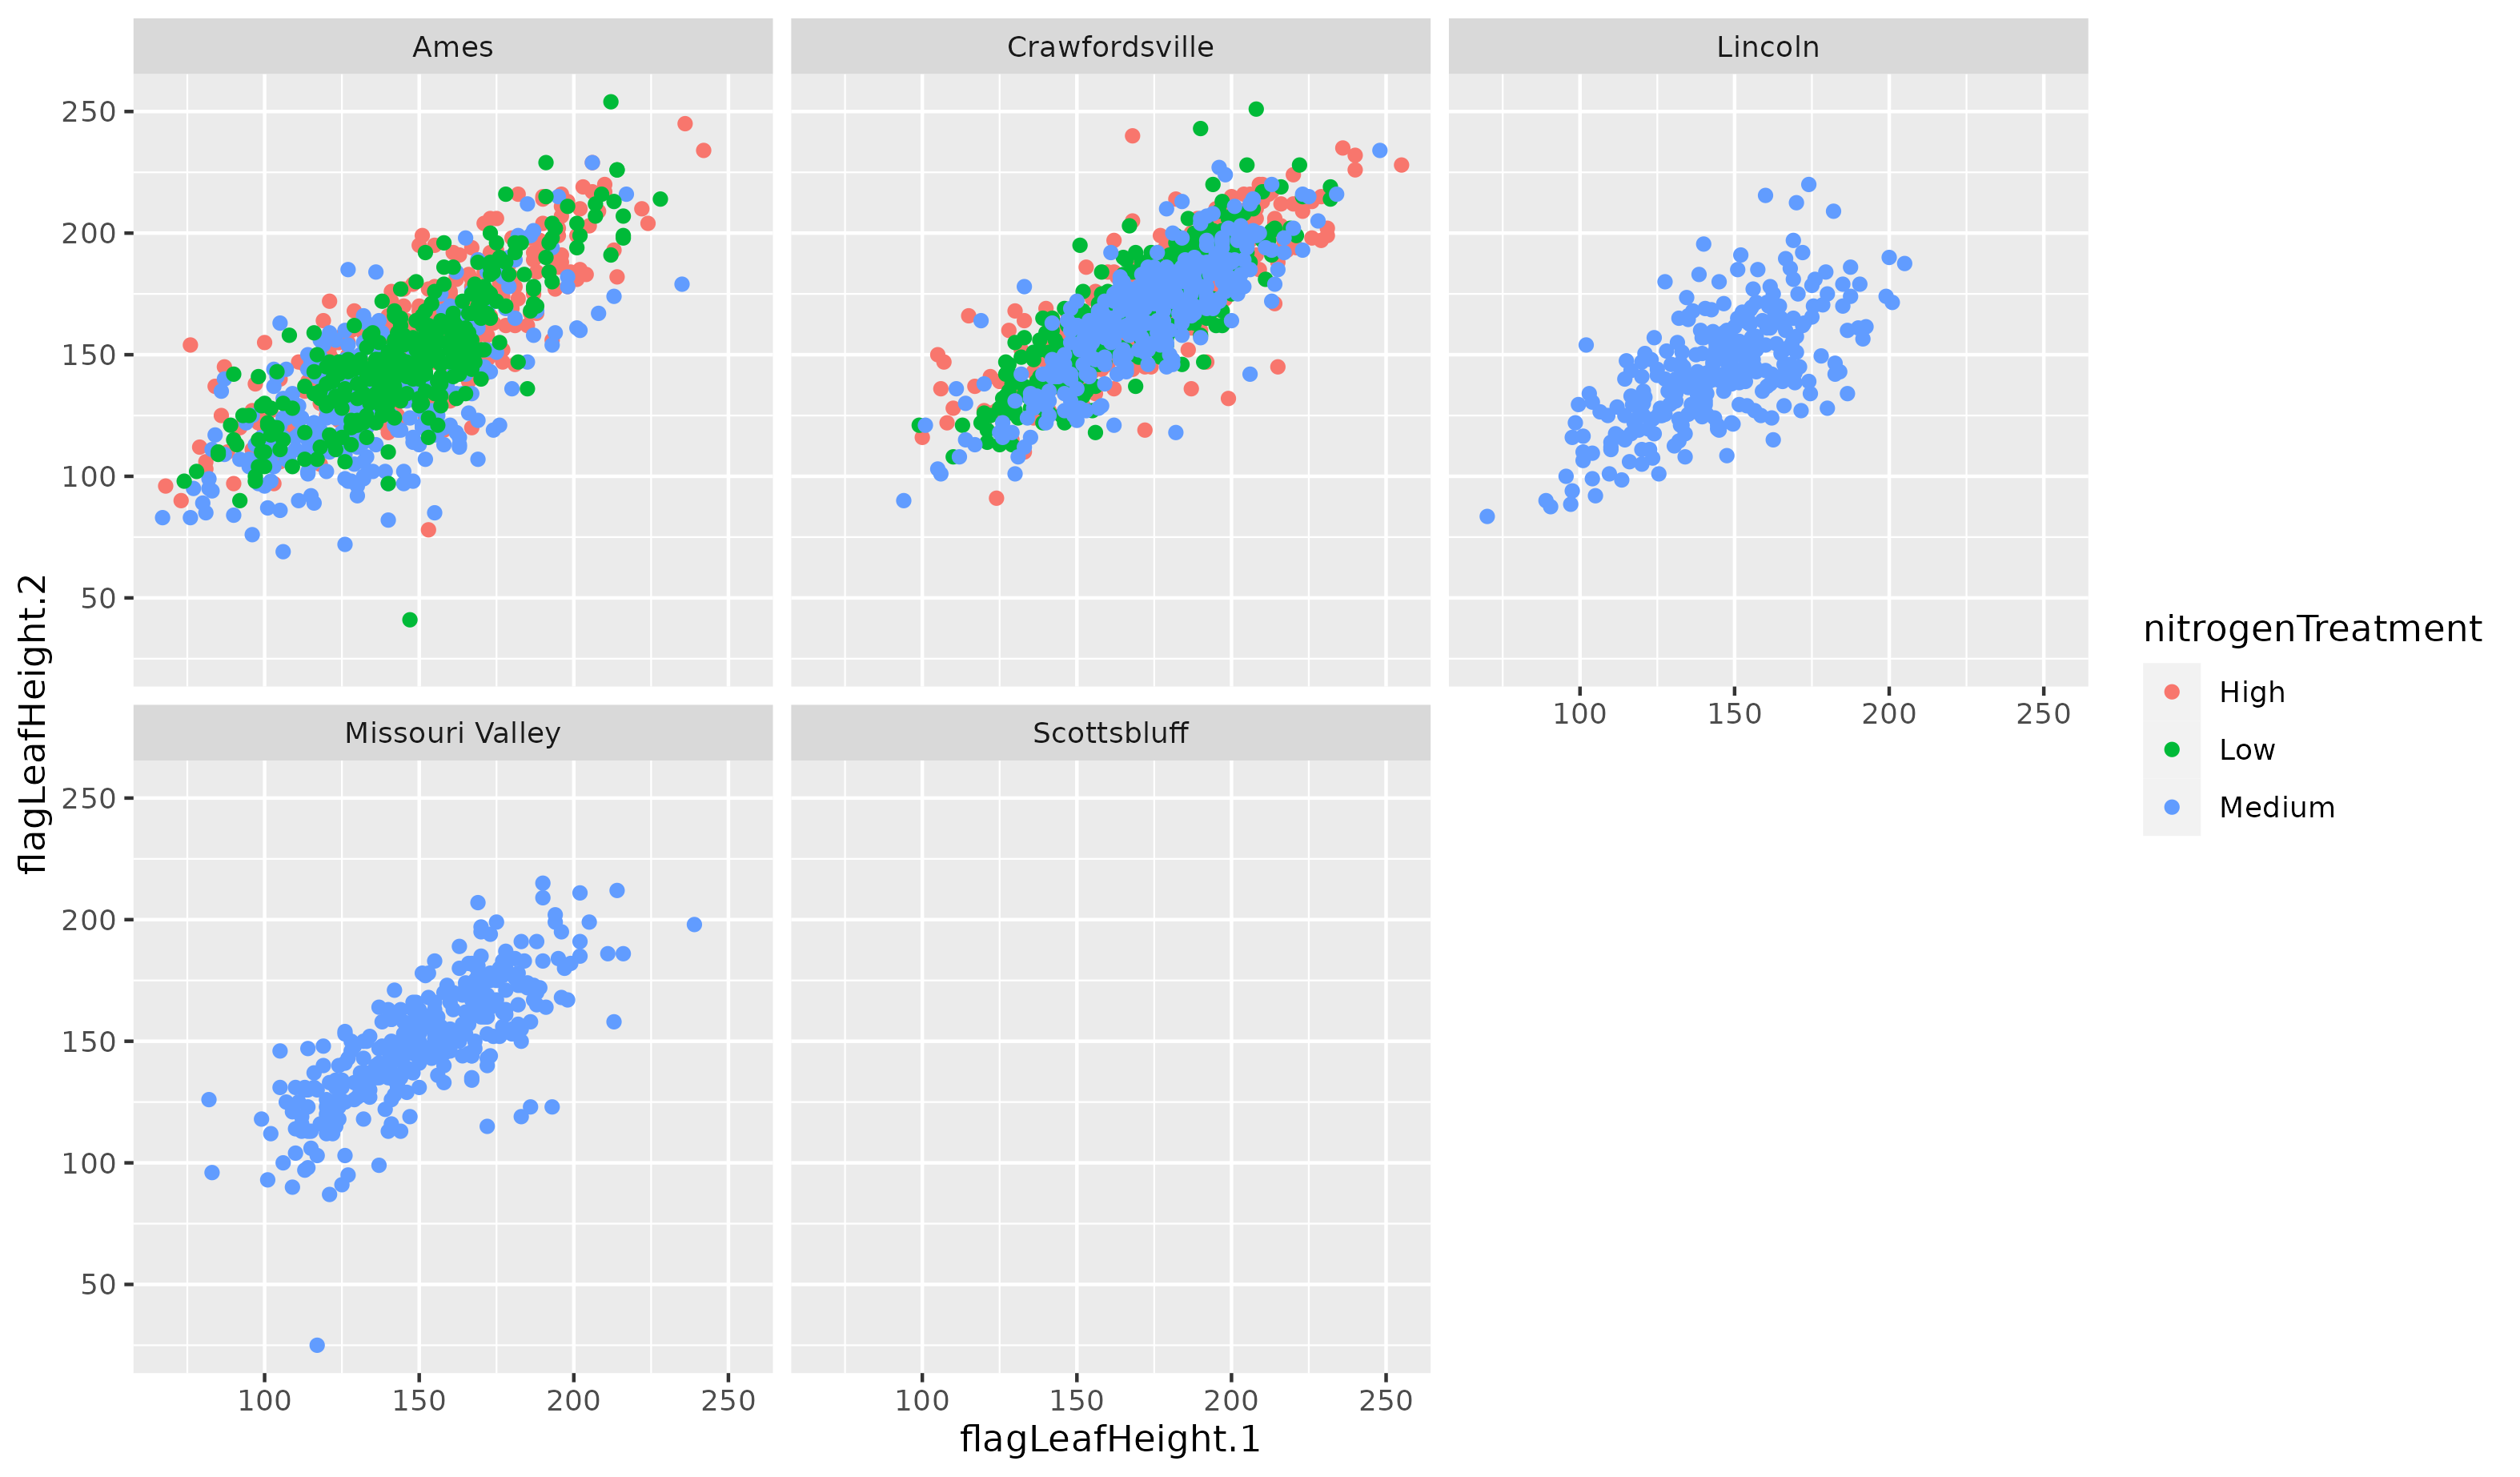 Ames
Crawfordsville
Lincoln
250
200
150
100
50
100 150 200 250
Missouri Valley
Scottsbluff
250
200
150
100
50
100 150 200 250
100 150 200 250
flagLeafHeight.1
flagLeafHeight.2
nitrogenTreatment
High
Low
Medium